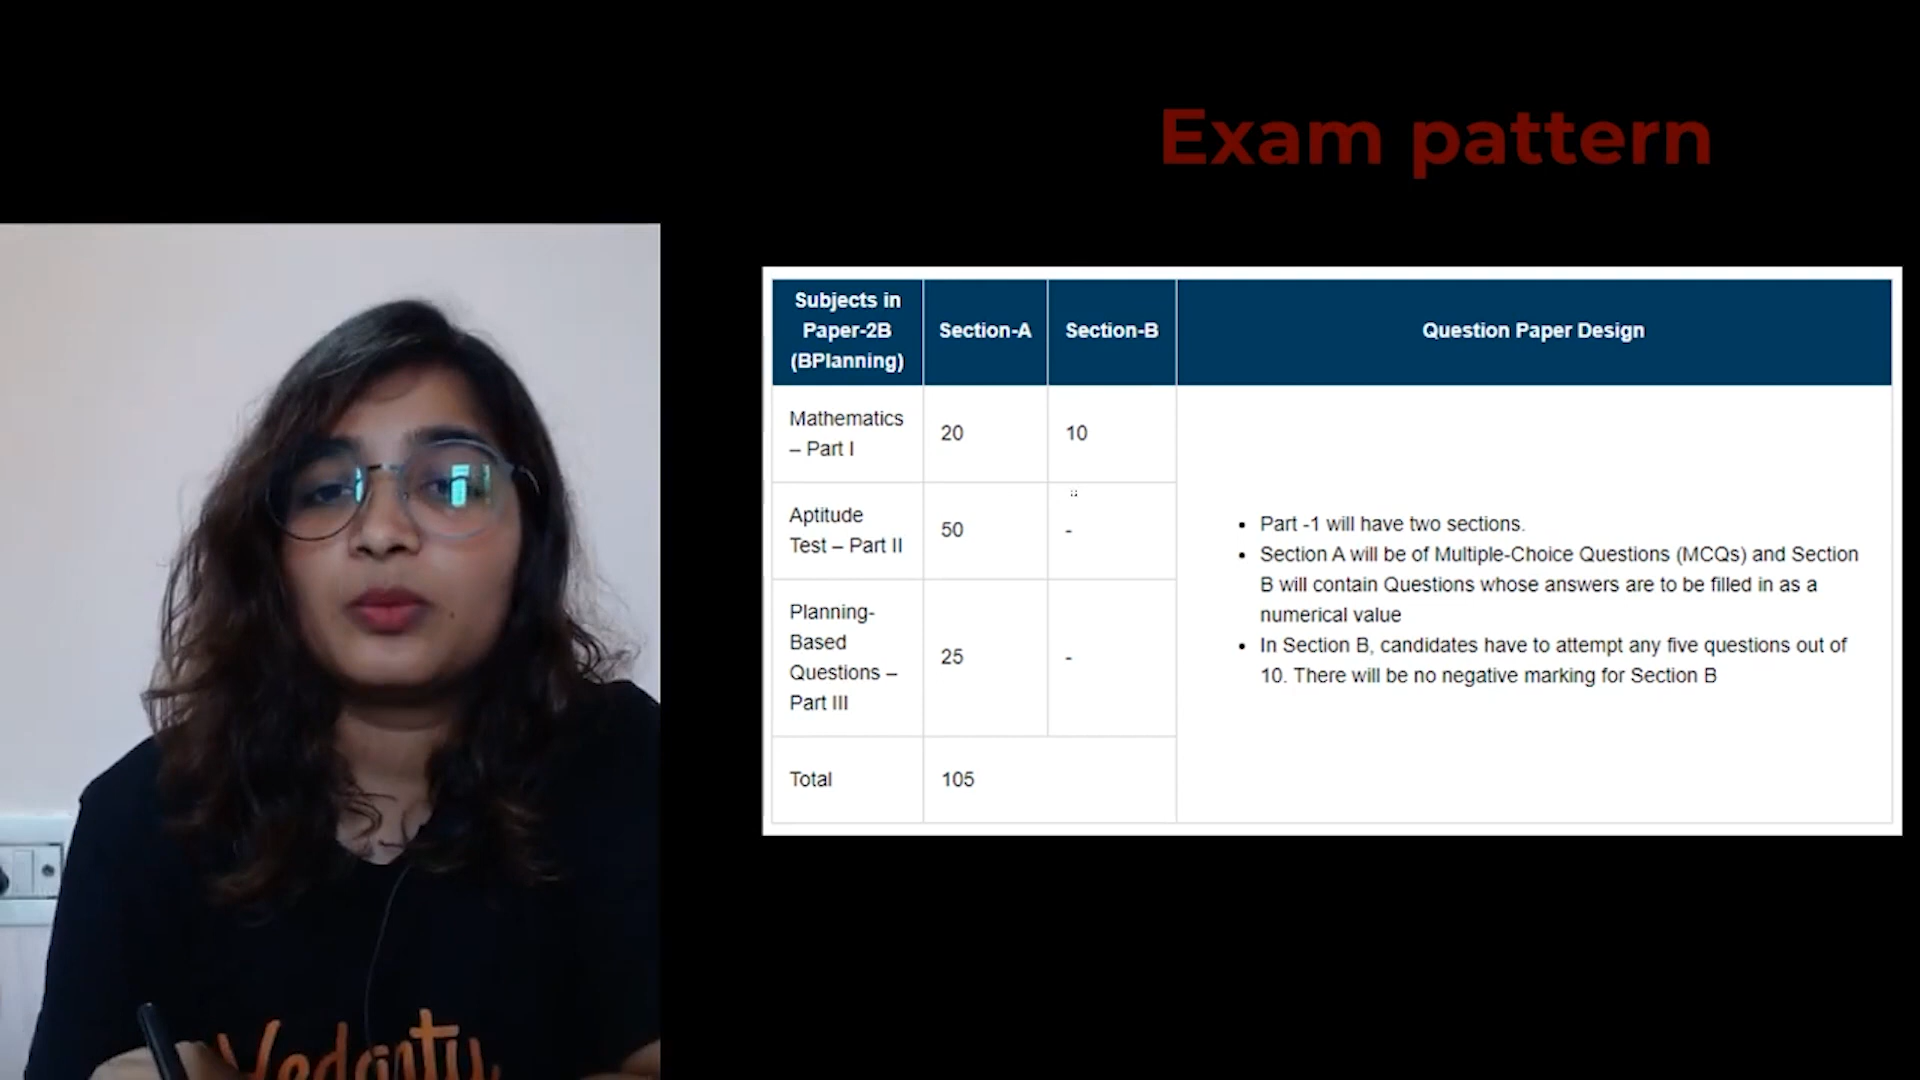 Exam pattern
Subjects in
Paper-2B
(BPlanning)
Section-A
Section-B
Question Paper Design
Mathematics
– Part I
20
10
Aptitude
Test – Part II
50
-
Planning-
Based
Questions –
Part III
25
-
Total
105
• Part -1 will have two sections.
• Section A will be of Multiple-Choice Questions (MCQs) and Section
B will contain Questions whose answers are to be filled in as a
numerical value
• In Section B, candidates have to attempt any five questions out of
10. There will be no negative marking for Section B
Vedantu